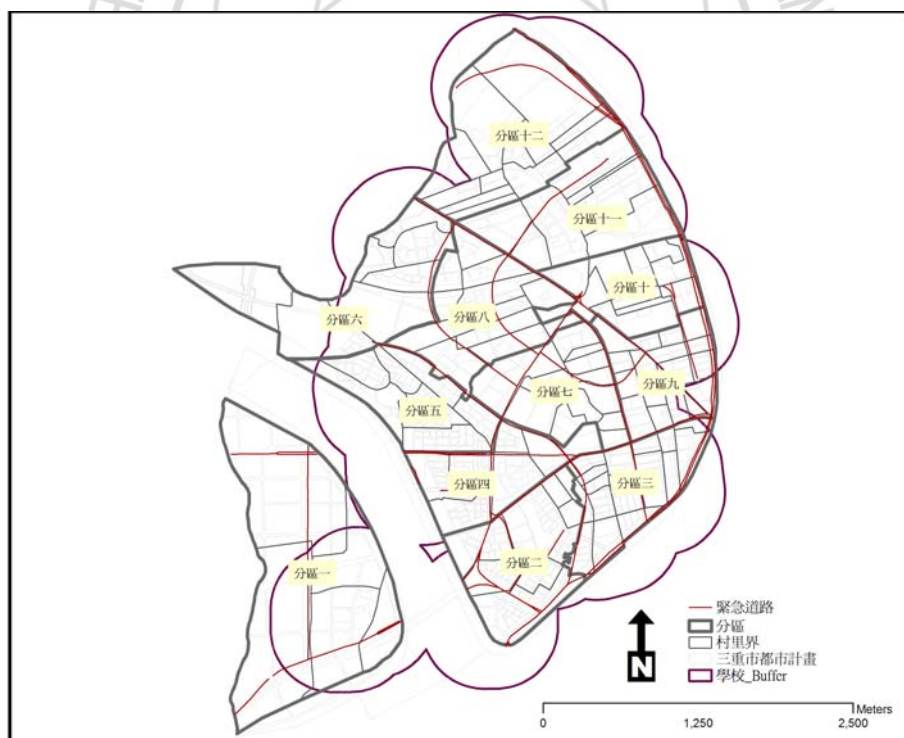 分區十二
分區十一
分區十
分區六
分區八
分區九
分區七
分區五
分區四
分區三
分區二
分區一
緊急道路
分區
村里界
三重市都市計畫
學校_Buffer
N
Meters
0 1,250 2,500